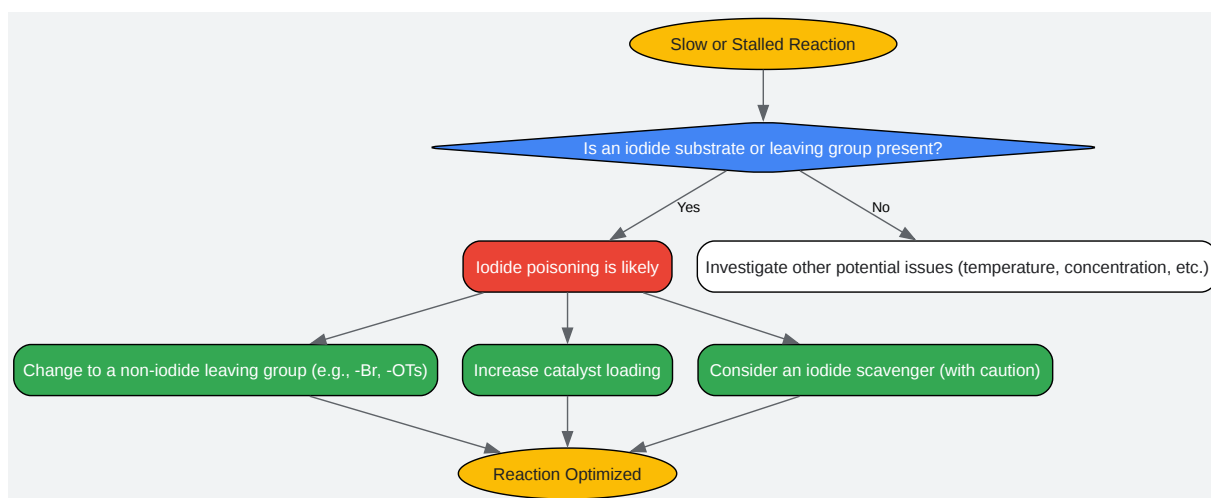 Slow or Stalled Reaction
Is an iodide substrate or leaving group present?
Yes
No
Iodide poisoning is likely
Investigate other potential issues (temperature, concentration, etc.)
Change to a non-iodide leaving group (e.g., -Br, -OTs)
Increase catalyst loading
Consider an iodide scavenger (with caution)
Reaction Optimized